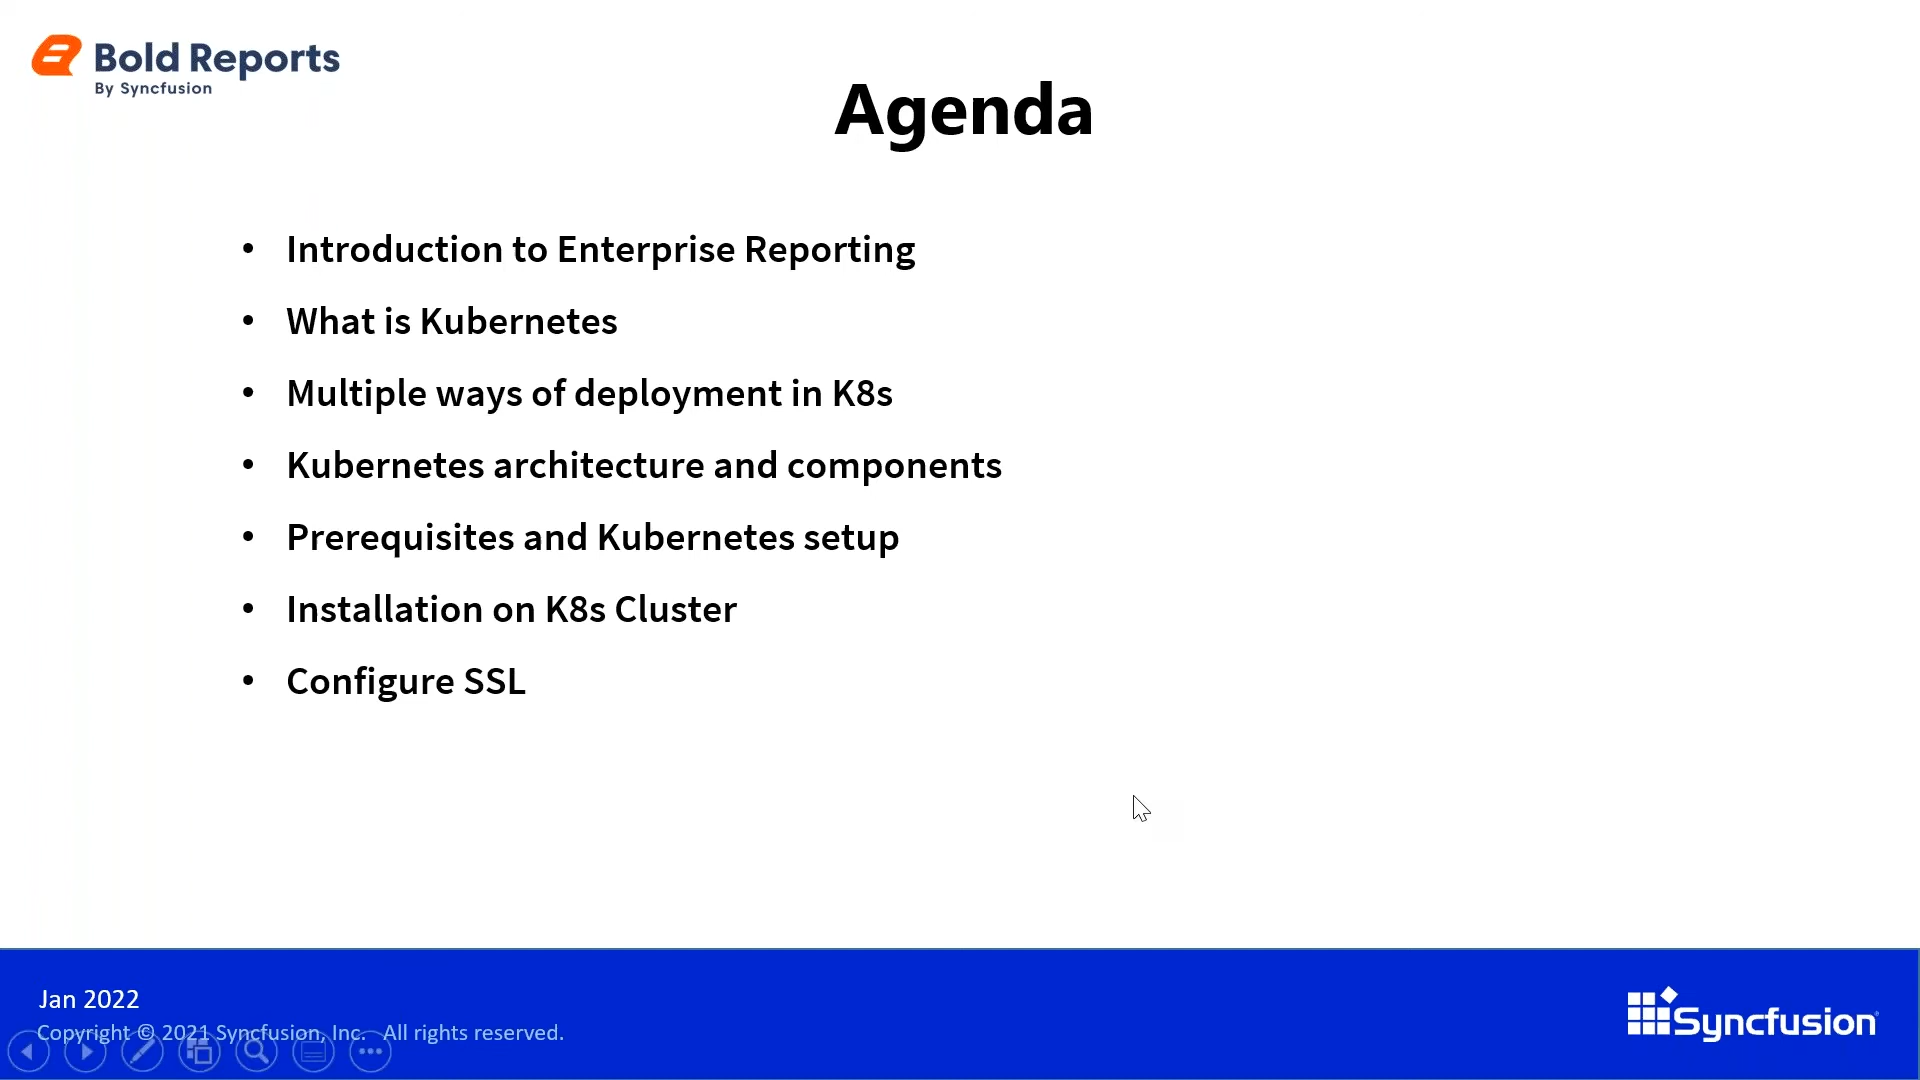 Bold Reports
By Syncfusion
Agenda
• Introduction to Enterprise Reporting
• What is Kubernetes
• Multiple ways of deployment in K8s
• Kubernetes architecture and components
• Prerequisites and Kubernetes setup
• Installation on K8s Cluster
• Configure SSL
Jan 2022
Copyright © 2021 Syncfusion, Inc. All rights reserved.
Syncfusion